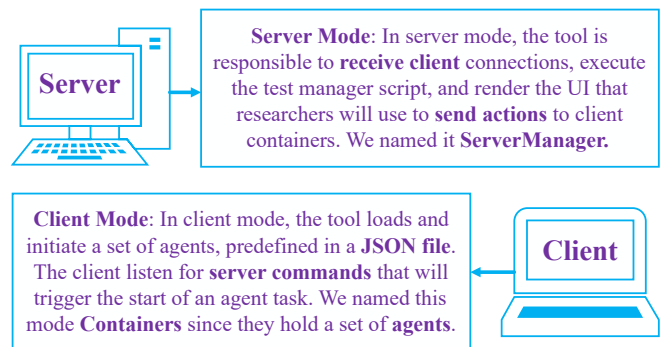 Server
Server Mode: In server mode, the tool is
responsible to receive client connections, execute
the test manager script, and render the UI that
researchers will use to send actions to client
containers. We named it ServerManager.
Client Mode: In client mode, the tool loads and
initiate a set of agents, predefined in a JSON file.
The client listen for server commands that will
trigger the start of an agent task. We named this
mode Containers since they hold a set of agents.
Client